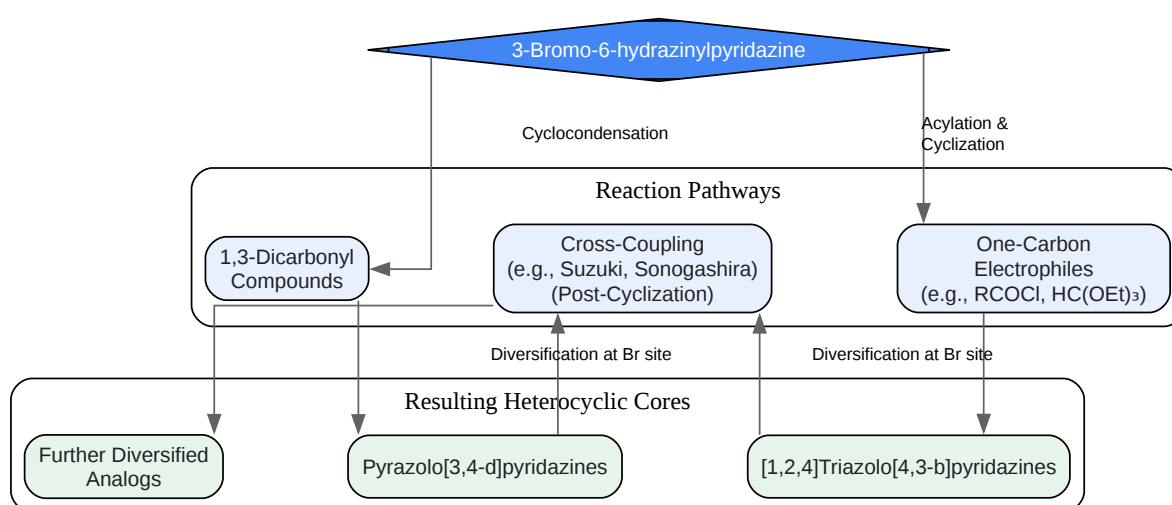 3-Bromo-6-hydrazinylpyridazine
Cyclocondensation
Acylation &
Cyclization
Reaction Pathways
1,3-Dicarbonyl
Compounds
Cross-Coupling
(e.g., Suzuki, Sonogashira)
(Post-Cyclization)
One-Carbon
Electrophiles
(e.g., RCOCl, HC(OEt)₃)
Diversification at Br site
Diversification at Br site
Resulting Heterocyclic Cores
Further Diversified
Analogs
Pyrazolo[3,4-d]pyridazines
[1,2,4]Triazolo[4,3-b]pyridazines